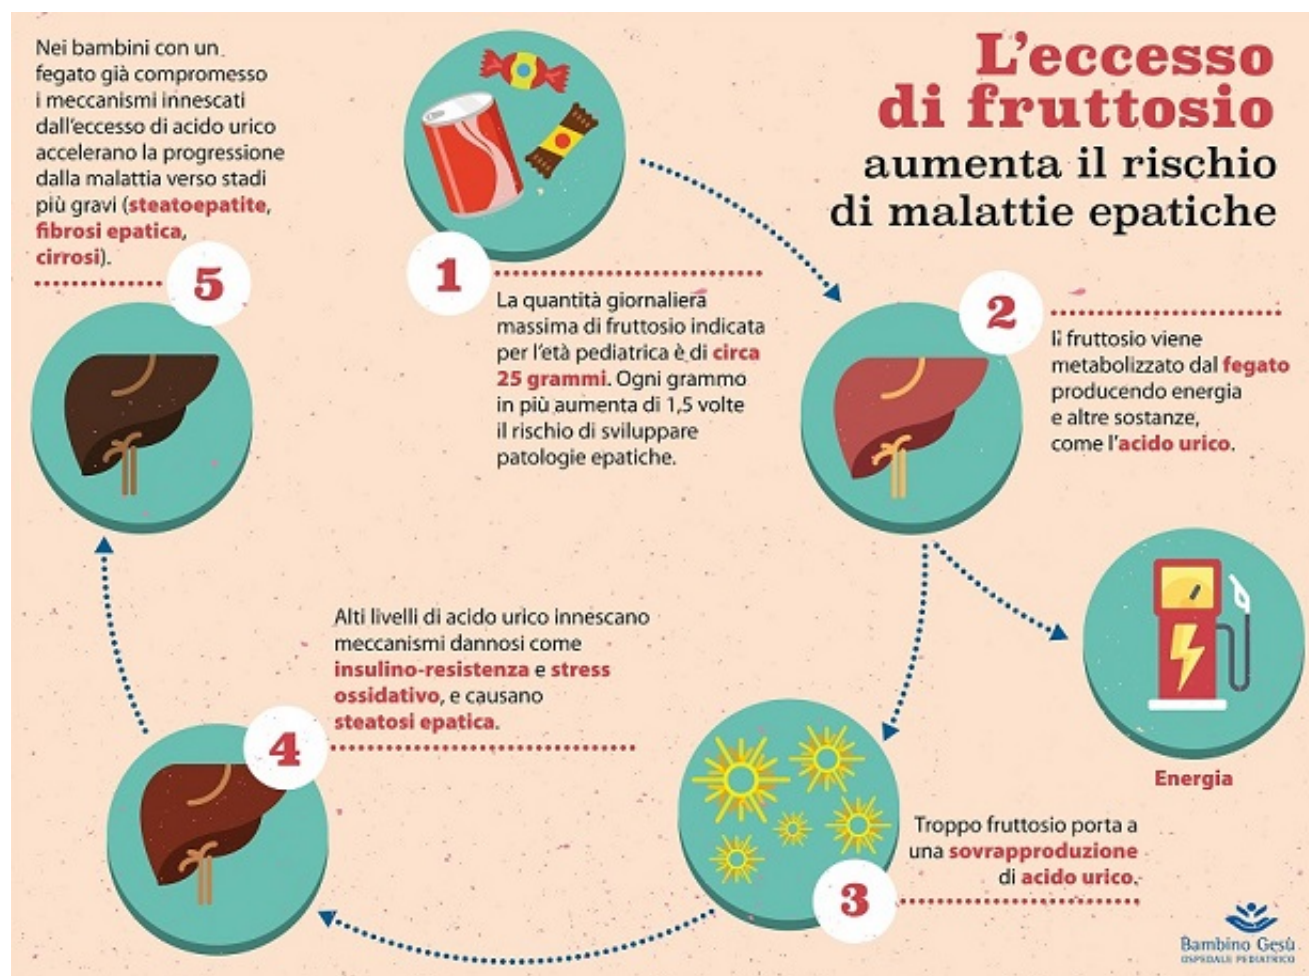 L'eccesso
di fruttosio
aumenta il rischio
di malattie epatiche
1
La quantità giornaliera
massima di fruttosio indicata
per l'età pediatrica è di circa
25 grammi. Ogni grammo
in più aumenta di 1,5 volte
il rischio di sviluppare
patologie epatiche.
2
Il fruttosio viene
metabolizzato dal fegato
producendo energia
e altre sostanze,
come l'acido urico.
Energia
3
Troppo fruttosio porta a
una sovrapproduzione
di acido urico.
4
Alti livelli di acido urico innescano
meccanismi dannosi come
insulino-resistenza e stress
ossidativo, e causano
steatosi epatica.
5
Nei bambini con un
fegato già compromesso
i meccanismi innescati
dall'eccesso di acido urico
accelerano la progressione
dalla malattia verso stadi
più gravi (steatoepatite,
fibrosi epatica,
cirrosi).
Bambino Gesù
OSPEDALE PEDIATRICO